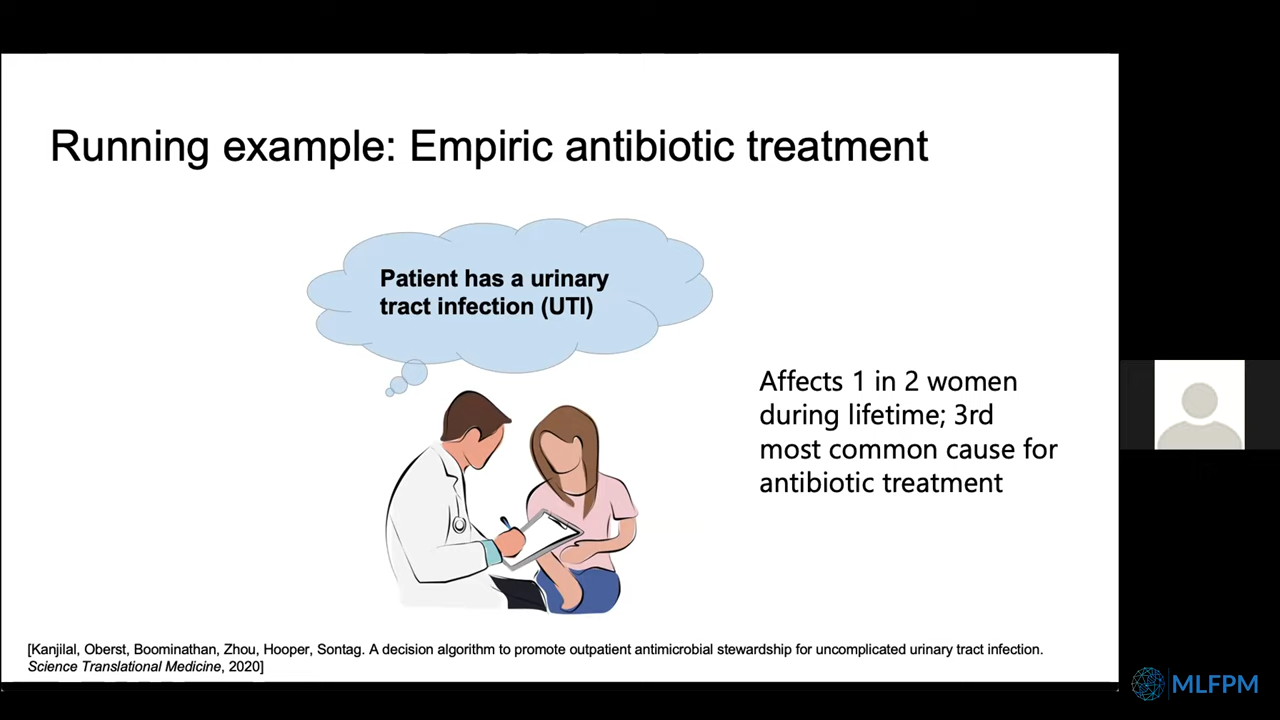 Running example: Empiric antibiotic treatment
Patient has a urinary
tract infection (UTI)
Affects 1 in 2 women
during lifetime; 3rd
most common cause for
antibiotic treatment
[Kanjilal, Oberst, Boominathan, Zhou, Hooper, Sontag. A decision algorithm to promote outpatient antimicrobial stewardship for uncomplicated urinary tract infection.
Science Translational Medicine, 2020]
MLFPM